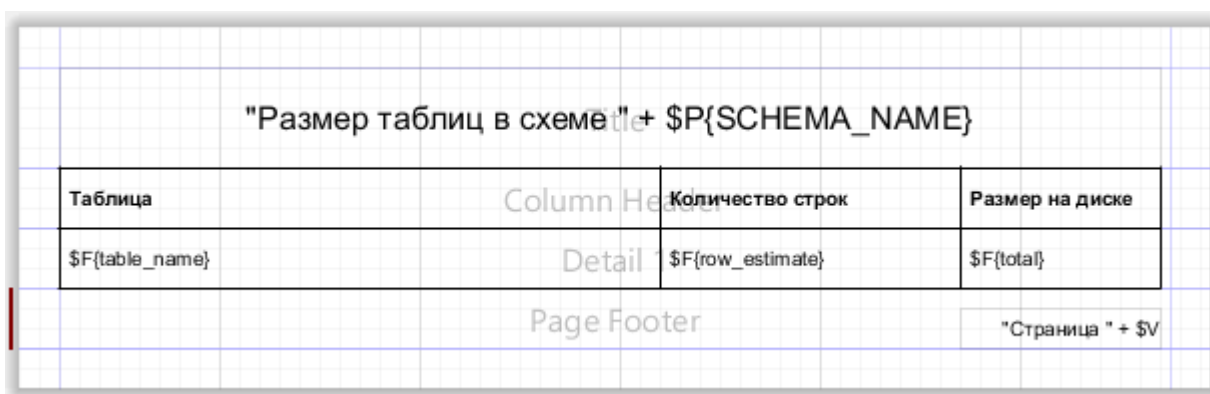 Title
"Размер таблиц в схеме " + $P{SCHEMA_NAME}
Column Header
Таблица Количество строк Размер на диске
Detail 1
$F{table_name} $F{row_estimate} $F{total}
Page Footer
"Страница " + $V